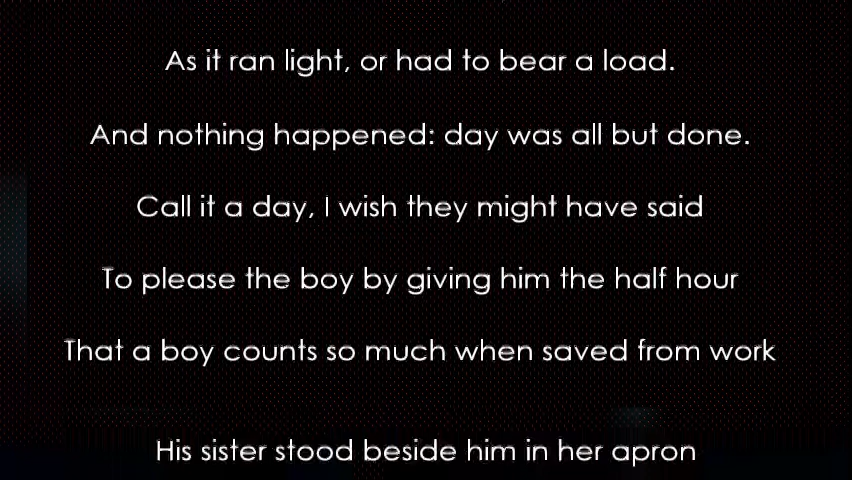 As it ran light, or had to bear a load.
And nothing happened: day was all but done.
Call it a day, I wish they might have said
To please the boy by giving him the half hour
That a boy counts so much when saved from work
His sister stood beside him in her apron